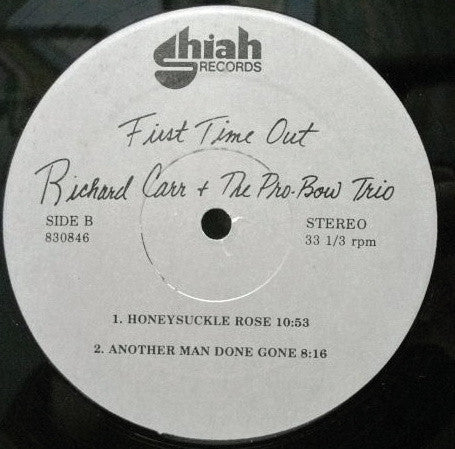 Shiah
RECORDS
First Time Out
Richard Carr + The Pro-Bow Trio
SIDE B
830846
STEREO
33 1/3 rpm
1. HONEYSUCKLE ROSE 10:53
2. ANOTHER MAN DONE GONE 8:16